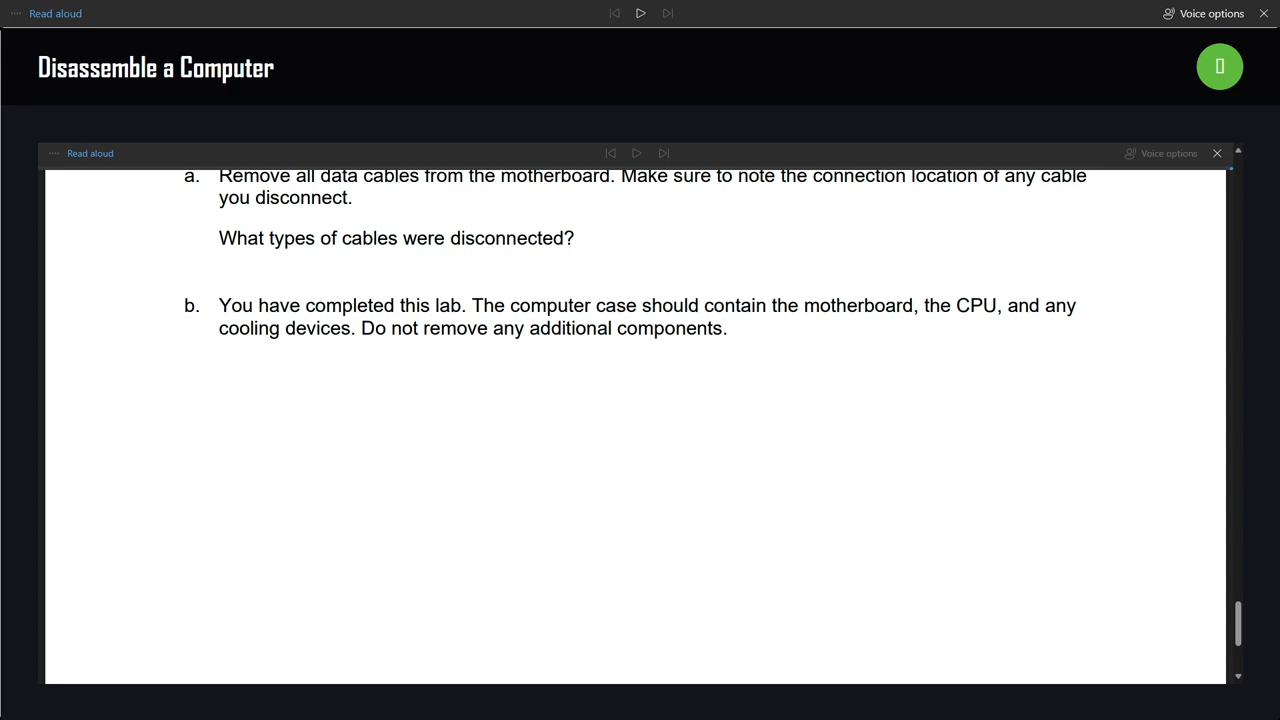 Read aloud
Voice options
Disassemble a Computer
Read aloud
Voice options
a. Remove all data cables from the motherboard. Make sure to note the connection location of any cable
you disconnect.
What types of cables were disconnected?
b. You have completed this lab. The computer case should contain the motherboard, the CPU, and any
cooling devices. Do not remove any additional components.